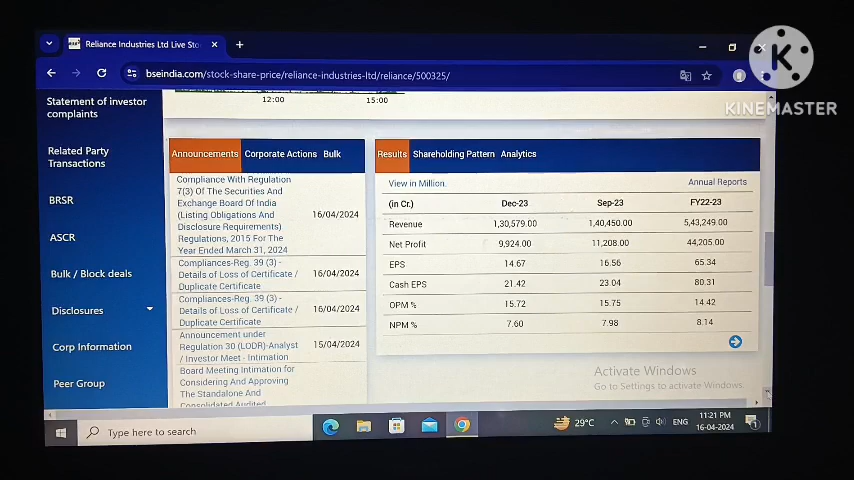 Reliance Industries Ltd Live Sto
bseindia.com/stock-share-price/reliance-industries-ltd/reliance/500325/
K
KINEMASTER
12:00 15:00
Statement of investor
complaints
Related Party
Transactions
BRSR
ASCR
Bulk / Block deals
Disclosures
Corp Information
Peer Group
Announcements Corporate Actions Bulk
Compliance With Regulation
7(3) Of The Securities And
Exchange Board Of India
(Listing Obligations And 16/04/2024
Disclosure Requirements)
Regulations, 2015 For The
Year Ended March 31, 2024
Compliances-Reg. 39 (3) -
Details of Loss of Certificate / 16/04/2024
Duplicate Certificate
Compliances-Reg. 39 (3) -
Details of Loss of Certificate / 16/04/2024
Duplicate Certificate
Announcement under
Regulation 30 (LODR)-Analyst 15/04/2024
/ Investor Meet - Intimation
Board Meeting Intimation for
Considering And Approving
The Standalone And
Consolidated Audited
Results Shareholding Pattern Analytics
View in Million. Annual Reports
(in Cr.) Dec-23 Sep-23 FY22-23
Revenue 1,30,579.00 1,40,450.00 5,43,249.00
Net Profit 9,924.00 11,208.00 44,205.00
EPS 14.67 16.56 65.34
Cash EPS 21.42 23.04 80.31
OPM % 15.72 15.75 14.42
NPM % 7.60 7.98 8.14
Activate Windows
Go to Settings to activate Windows.
Type here to search
29°C
ENG
11:21 PM
16-04-2024
1